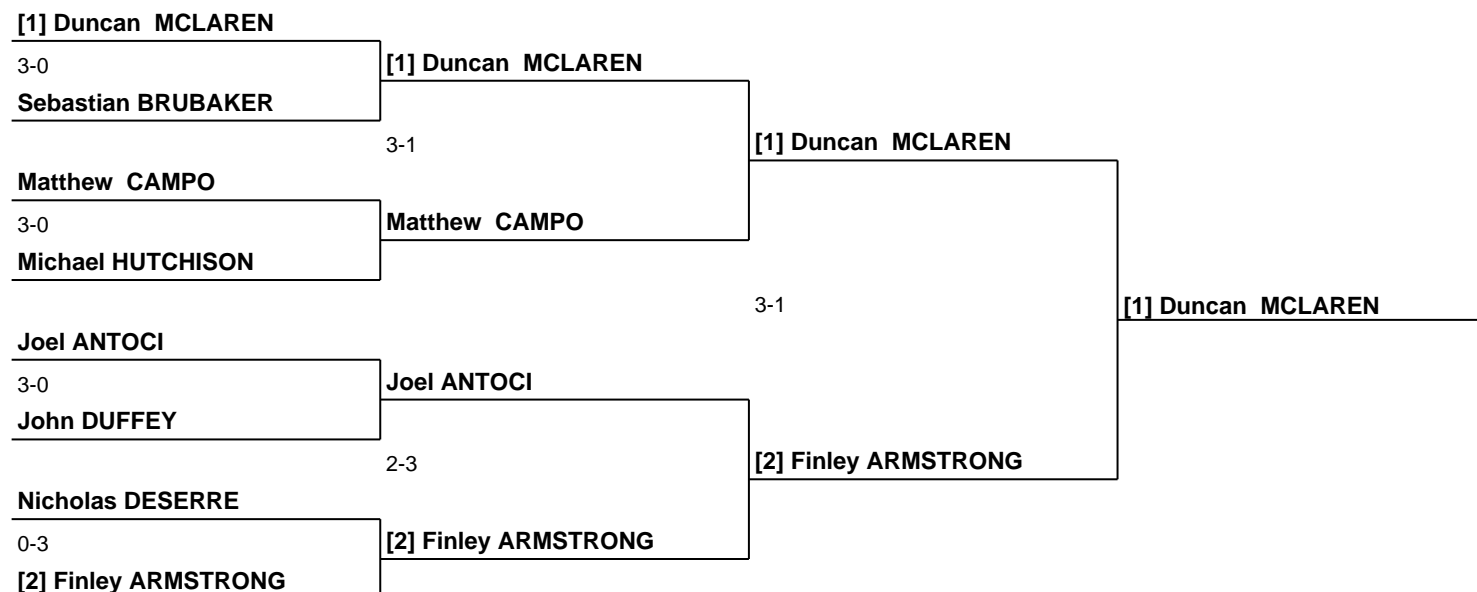 [1] Duncan  MCLAREN
3-0
Sebastian BRUBAKER
Matthew  CAMPO
3-0
Michael HUTCHISON
Joel ANTOCI
3-0
John DUFFEY
Nicholas DESERRE
0-3
[2] Finley ARMSTRONG
[1] Duncan  MCLAREN
3-1
Matthew  CAMPO
Joel ANTOCI
2-3
[2] Finley ARMSTRONG
[1] Duncan  MCLAREN
3-1
[2] Finley ARMSTRONG
[1] Duncan  MCLAREN